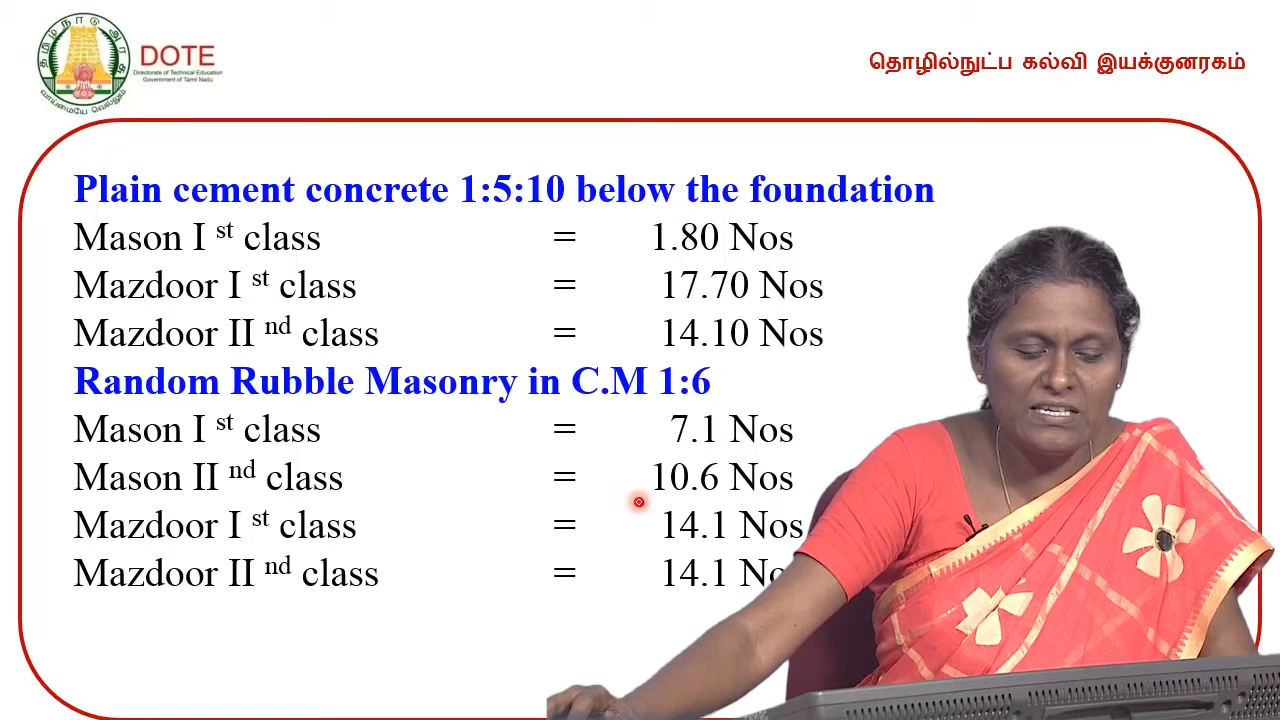 தமிழ்நாடு அரசு
வாய்மையே வெல்லும்
DOTE
Directorate of Technical Education
Government of Tamil Nadu
தொழில்நுட்ப கல்வி இயக்குனரகம்
Plain cement concrete 1:5:10 below the foundation
Mason I st class = 1.80 Nos
Mazdoor I st class = 17.70 Nos
Mazdoor II nd class = 14.10 Nos
Random Rubble Masonry in C.M 1:6
Mason I st class = 7.1 Nos
Mason II nd class = 10.6 Nos
Mazdoor I st class = 14.1 Nos
Mazdoor II nd class = 14.1 No